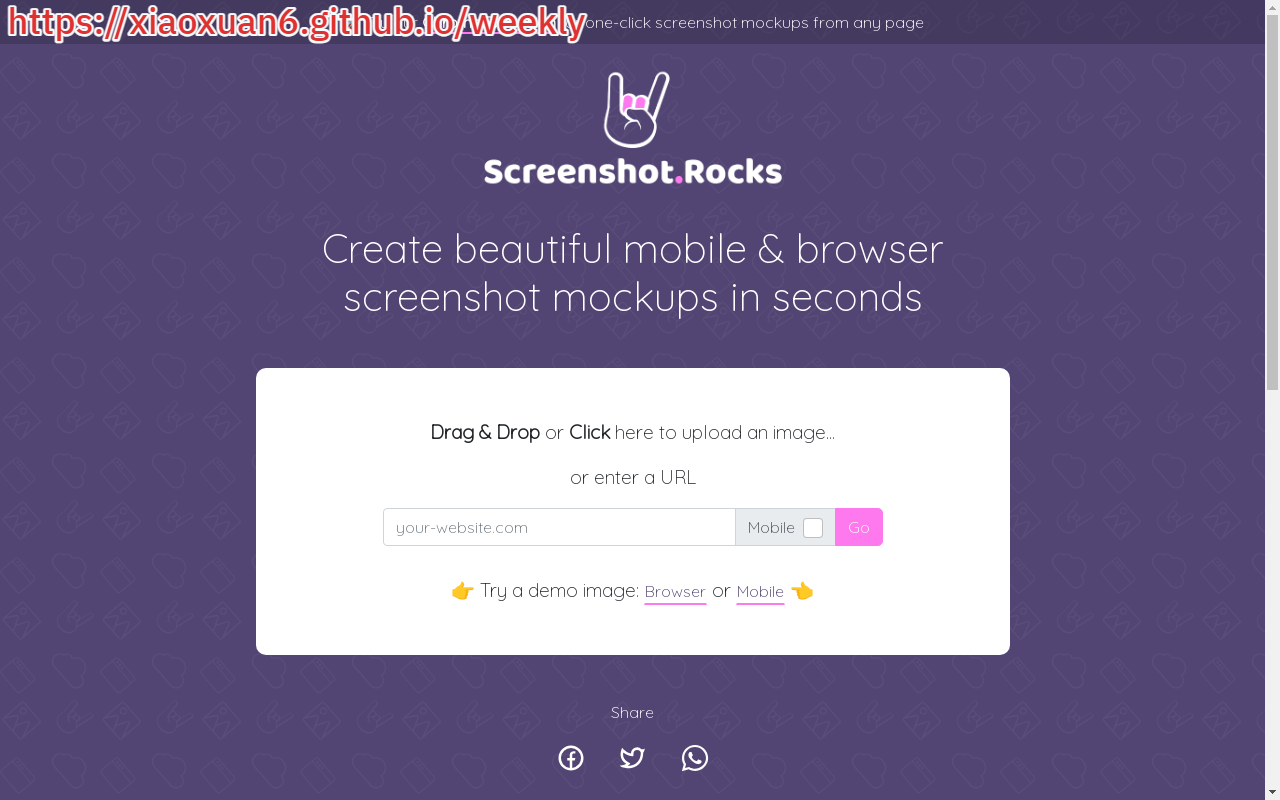 https://xiaoxuan6.github.io/weekly
one-click screenshot mockups from any page
Screenshot.Rocks
Create beautiful mobile & browser
screenshot mockups in seconds
Drag & Drop or Click here to upload an image...
or enter a URL
your-website.com Mobile Go
👉 Try a demo image: Browser or Mobile 👈
Share